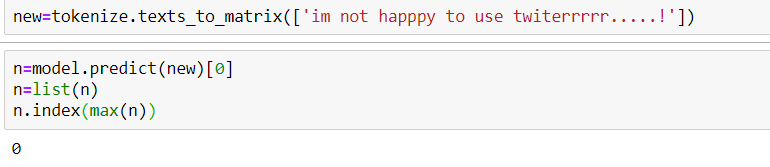 new=tokenize.texts_to_matrix(['im not happpy to use twiterrrrr.....!'])
n=model.predict(new)[0]
n=list(n)
n.index(max(n))
0